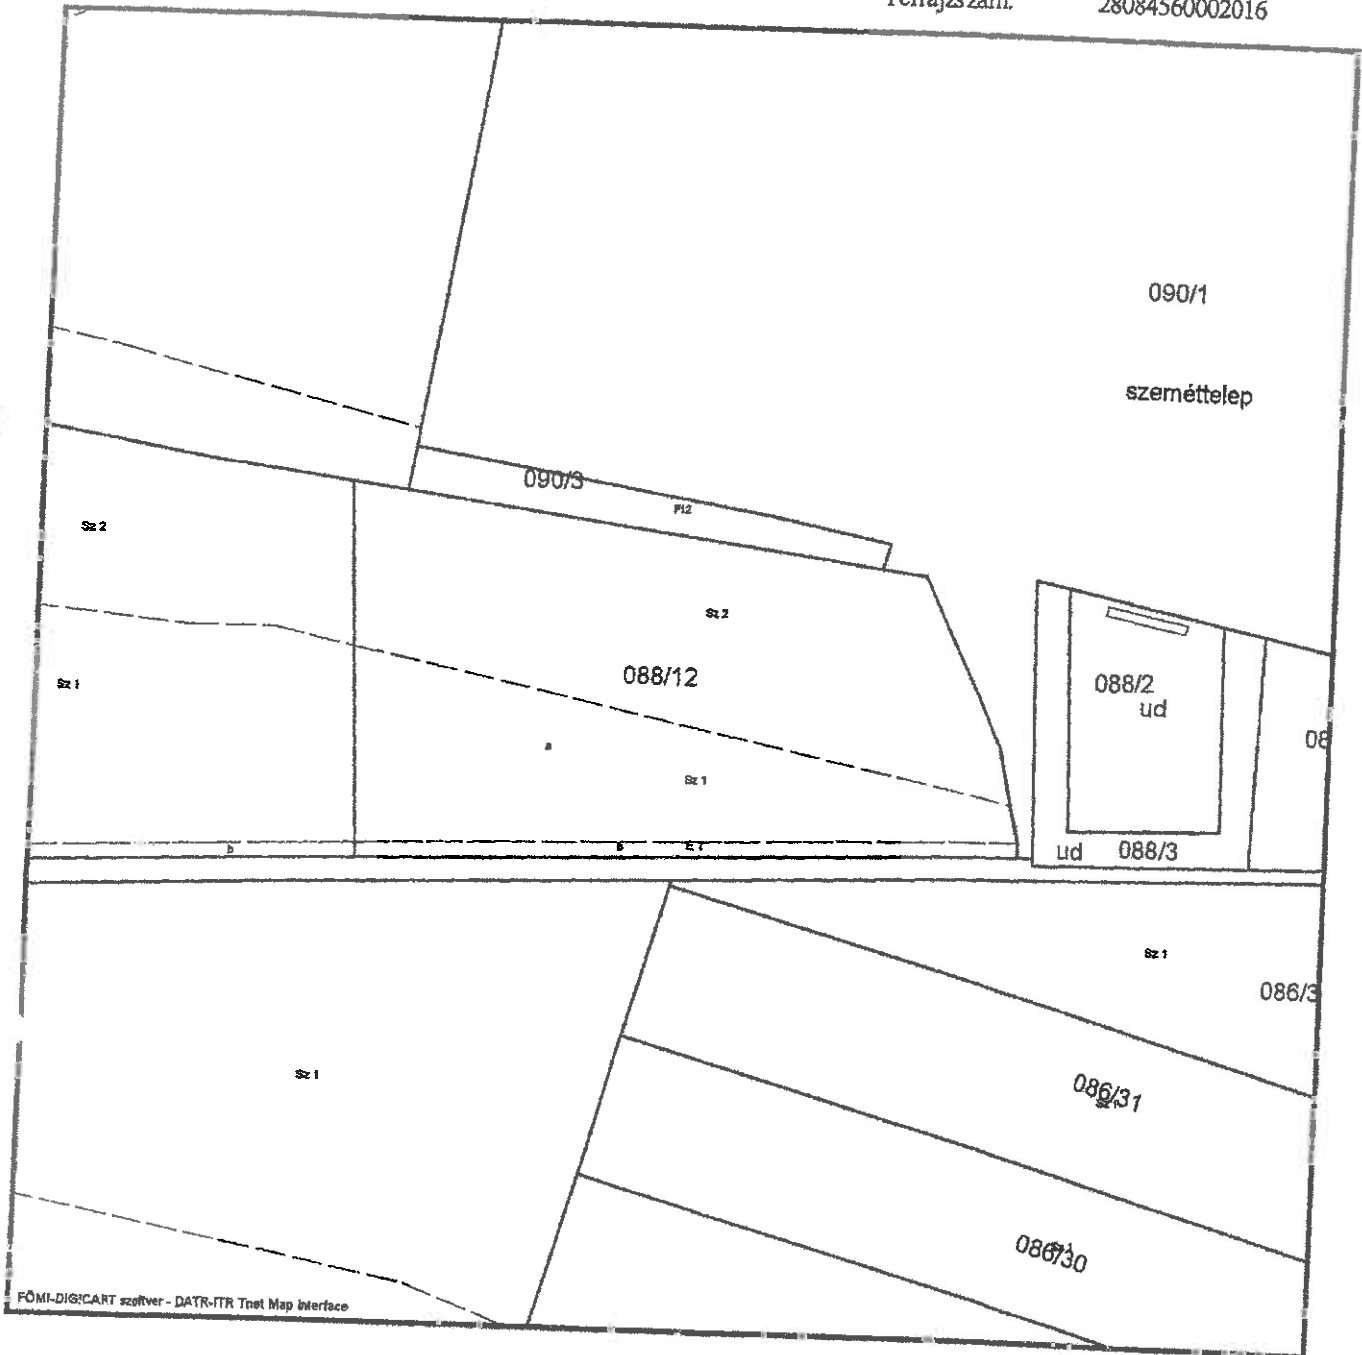 28084560002016
090/1
szeméttelep
090/3
Sz 2
Sz 2
088/12
088/2
ud
Sz 1
08
a
Sz 1
b
ud 088/3
Sz 1
086/3
Sz 1
086/31
086/30
FÖMI-DIGICART szoftver - DATR-ITR Tnet Map Interface